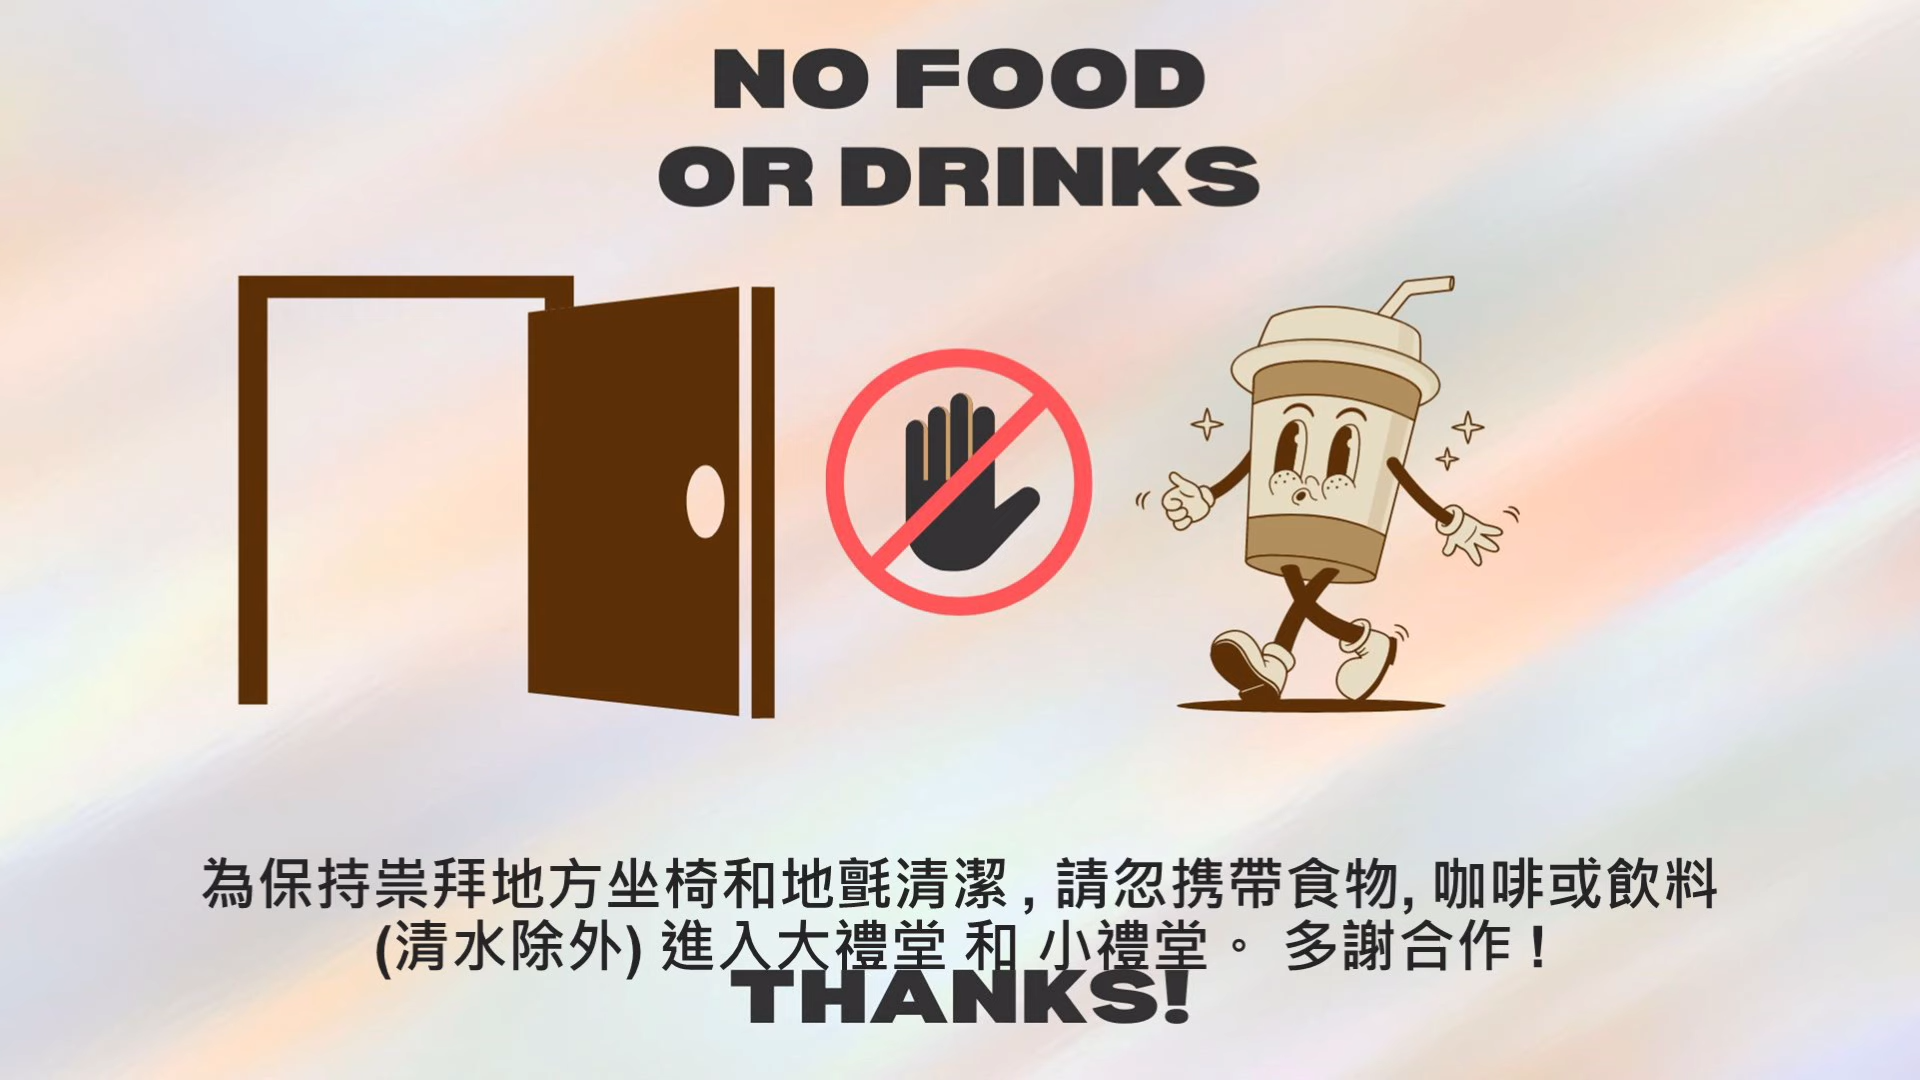 NO FOOD
OR DRINKS
為保持崇拜地方坐椅和地氈清潔, 請忽携帶食物, 咖啡或飲料
(清水除外) 進入大禮堂 和 小禮堂。 多謝合作!
THANKS!